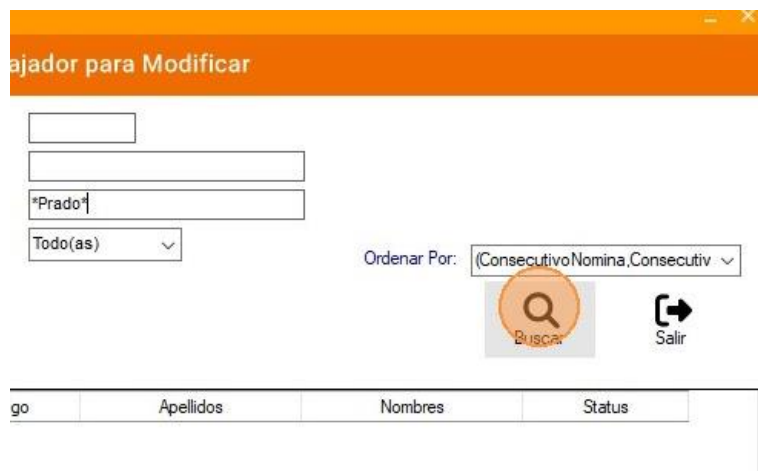 ajador para Modificar
*Prado*
Todo(as)
Ordenar Por: (ConsecutivoNomina,Consecutiv
Buscar Salir
go Apellidos Nombres Status